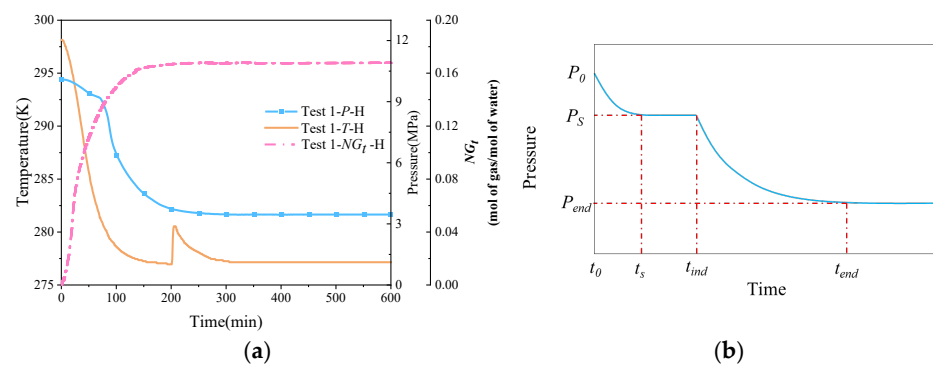 300
295
290
285
280
275
Temperature(K)
0
100
200
300
400
500
600
Time(min)
12
9
6
3
0
Pressure(MPa)
0.20
0.16
0.12
0.08
0.04
0.00
NGt
(mol of gas/mol of water)
Test 1-P-H
Test 1-T-H
Test 1-NGt -H
(a)
P0
PS
Pend
Pressure
t0
ts
tind
tend
Time
(b)